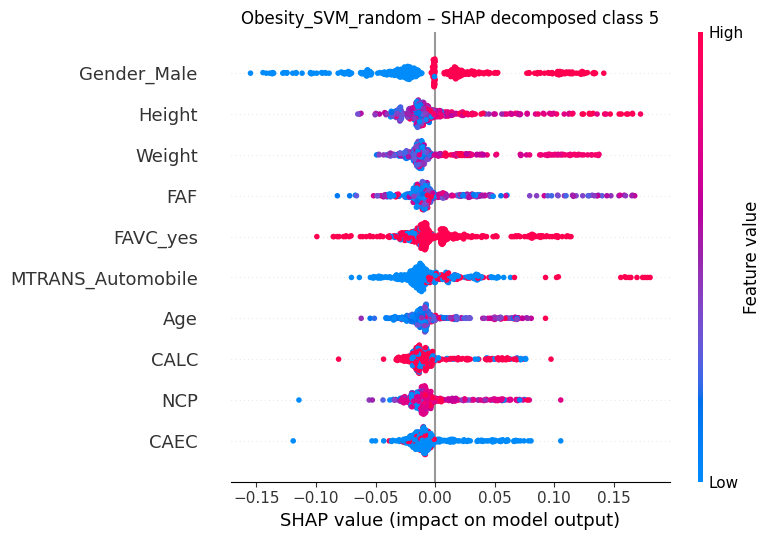 Obesity_SVM_random – SHAP decomposed class 5
High
Gender_Male
Height
Weight
FAF
FAVC_yes
MTRANS_Automobile
Age
CALC
NCP
CAEC
Feature value
Low
−0.15 −0.10 −0.05 0.00 0.05 0.10 0.15
SHAP value (impact on model output)